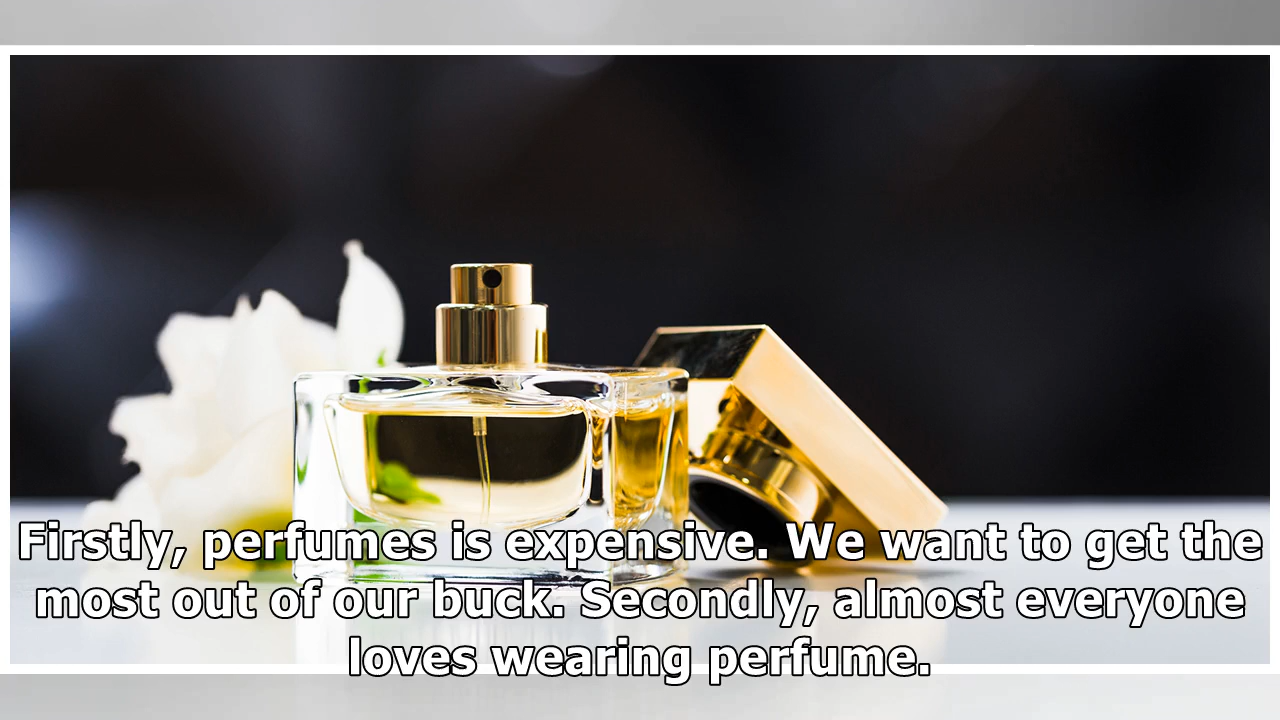 Firstly, perfumes is expensive. We want to get the
most out of our buck. Secondly, almost everyone
loves wearing perfume.